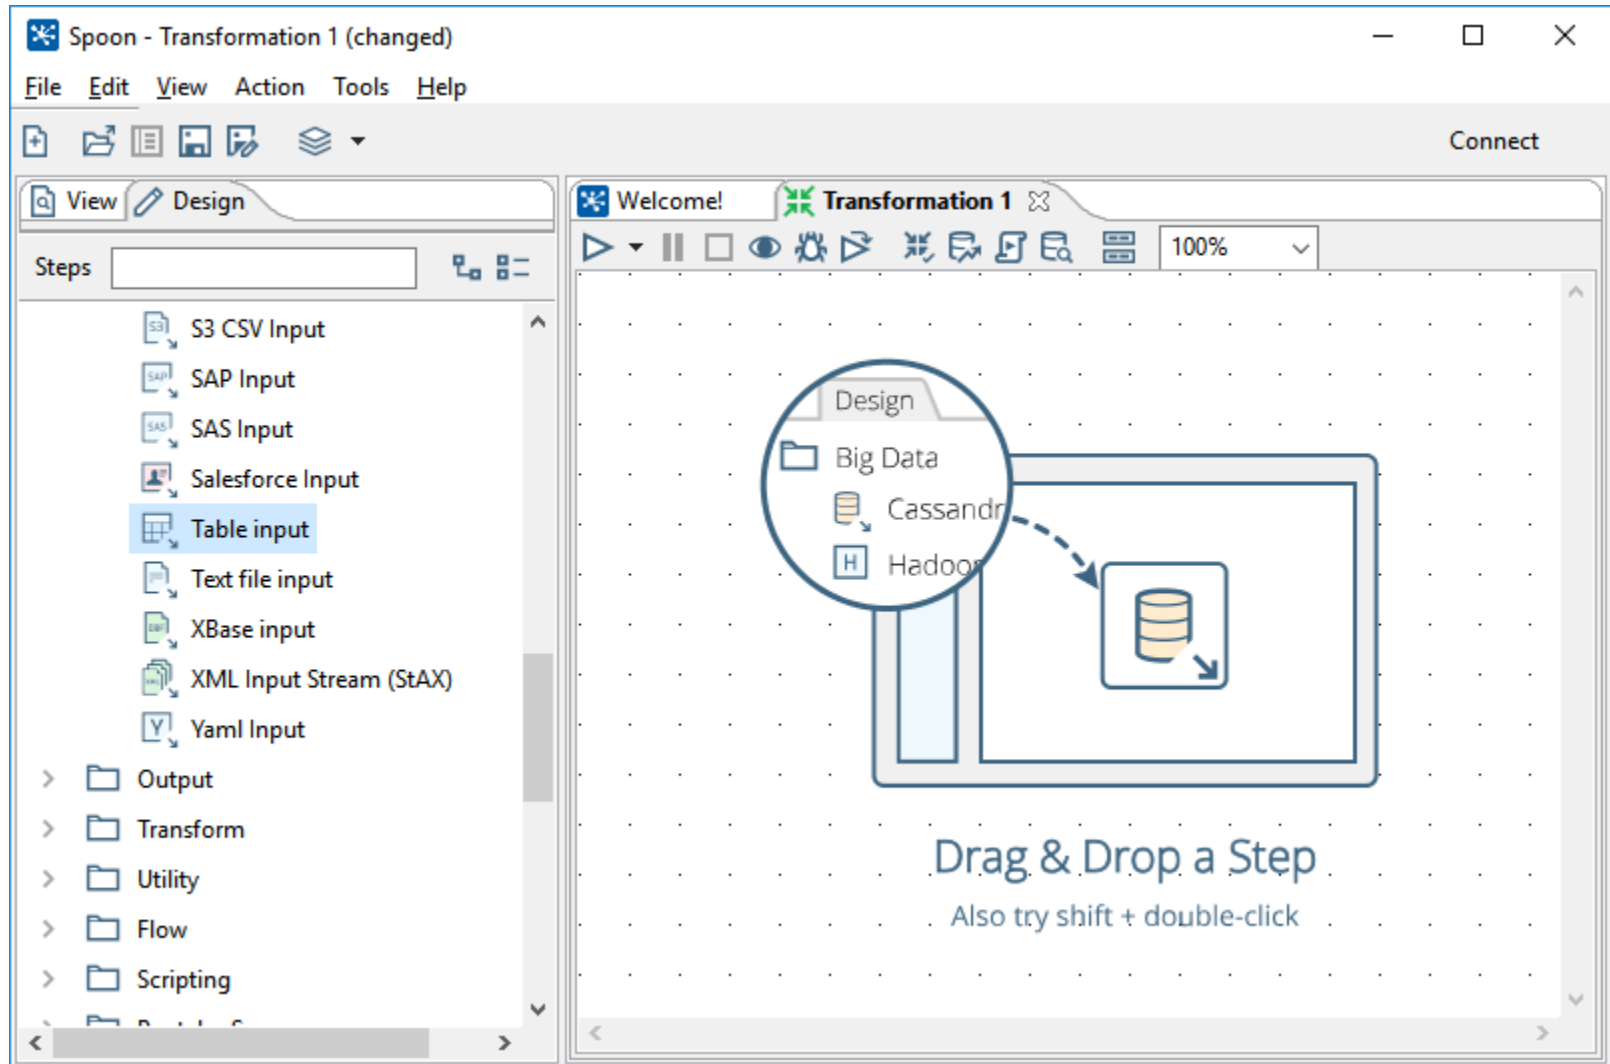 Spoon - Transformation 1 (changed)
File Edit View Action Tools Help
Connect
View Design
Steps
S3 CSV Input
SAP Input
SAS Input
Salesforce Input
Table input
Text file input
XBase input
XML Input Stream (StAX)
Yaml Input
Output
Transform
Utility
Flow
Scripting
Welcome! Transformation 1
100%
Design
Big Data
Cassandr
Hadoop
Drag & Drop a Step
Also try shift + double-click